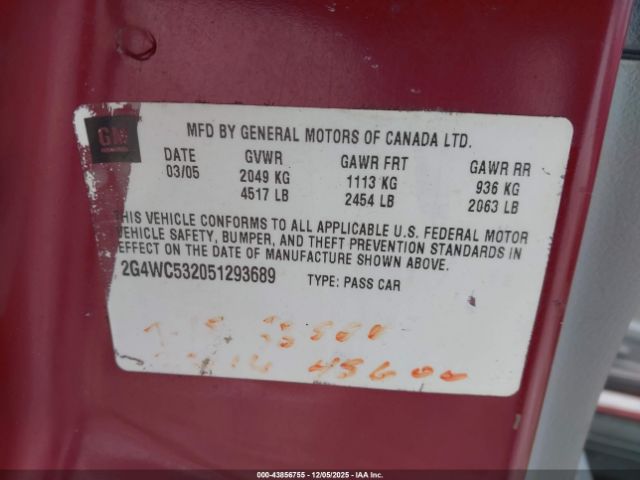 GM
MFD BY GENERAL MOTORS OF CANADA LTD.
DATE GVWR GAWR FRT GAWR RR
03/05 2049 KG 1113 KG 936 KG
4517 LB 2454 LB 2063 LB
THIS VEHICLE CONFORMS TO ALL APPLICABLE U.S. FEDERAL MOTOR
VEHICLE SAFETY, BUMPER, AND THEFT PREVENTION STANDARDS IN
EFFECT ON THE DATE OF MANUFACTURE SHOWN ABOVE.
2G4WC532051293689 TYPE: PASS CAR
45600
000-43856755 - 12/05/2025 - IAA Inc.